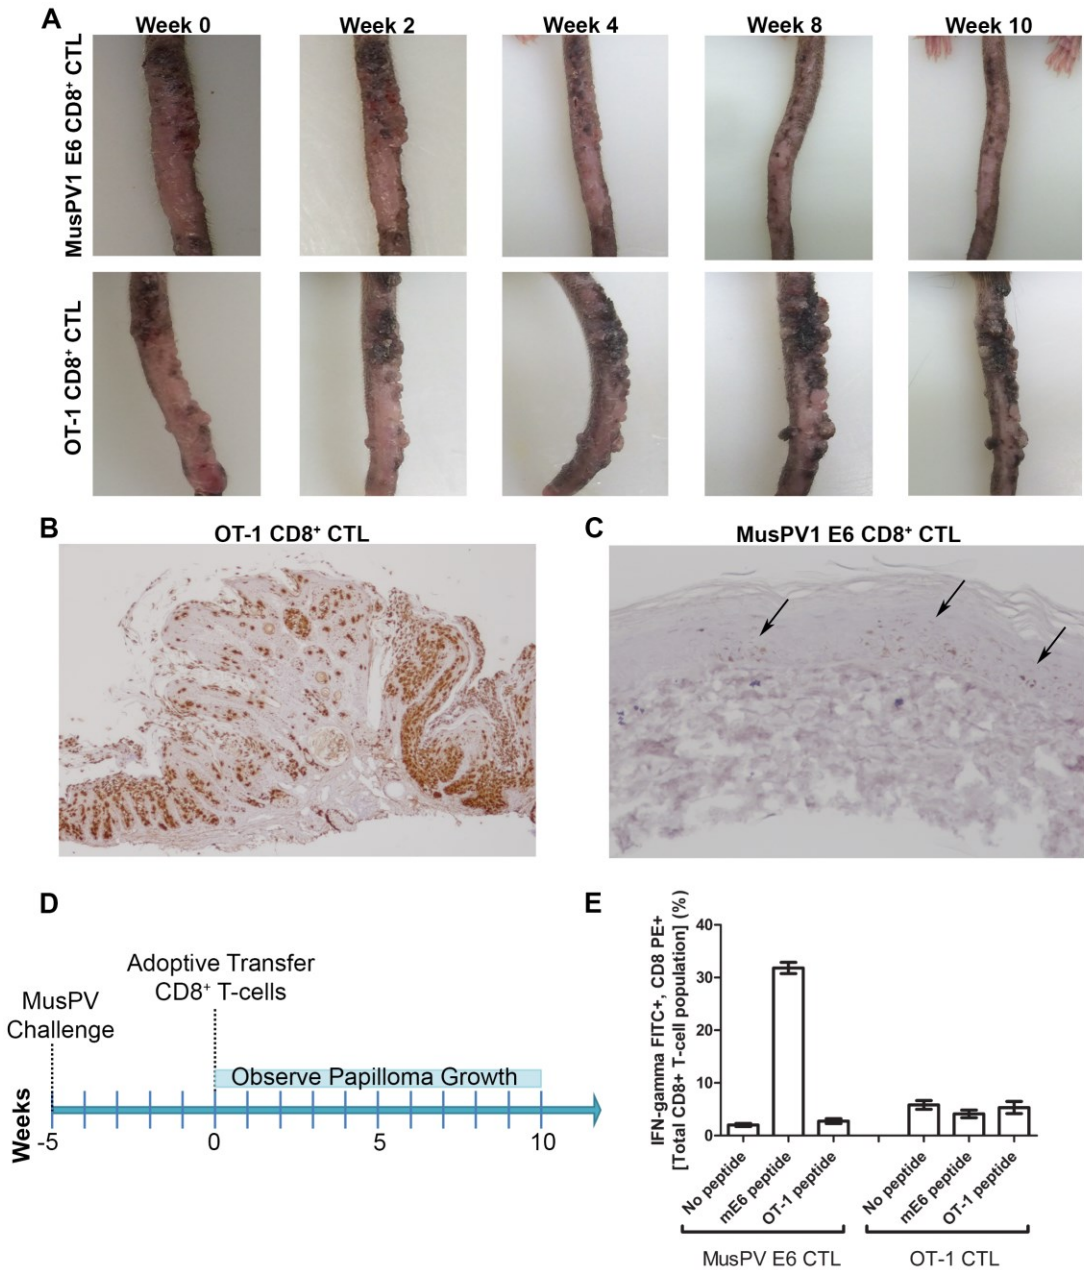 A
Week 0
Week 2
Week 4
Week 8
Week 10
MusPV1 E6 CD8⁺ CTL
OT-1 CD8⁺ CTL
B
OT-1 CD8⁺ CTL
C
MusPV1 E6 CD8⁺ CTL
D
Adoptive Transfer
CD8⁺ T-cells
MusPV
Challenge
Observe Papilloma Growth
Weeks
-5
0
5
10
E
IFN-gamma FITC+, CD8 PE+
[Total CD8+ T-cell population] (%)
40
30
20
10
0
No peptide
mE6 peptide
OT-1 peptide
No peptide
mE6 peptide
OT-1 peptide
MusPV E6 CTL
OT-1 CTL